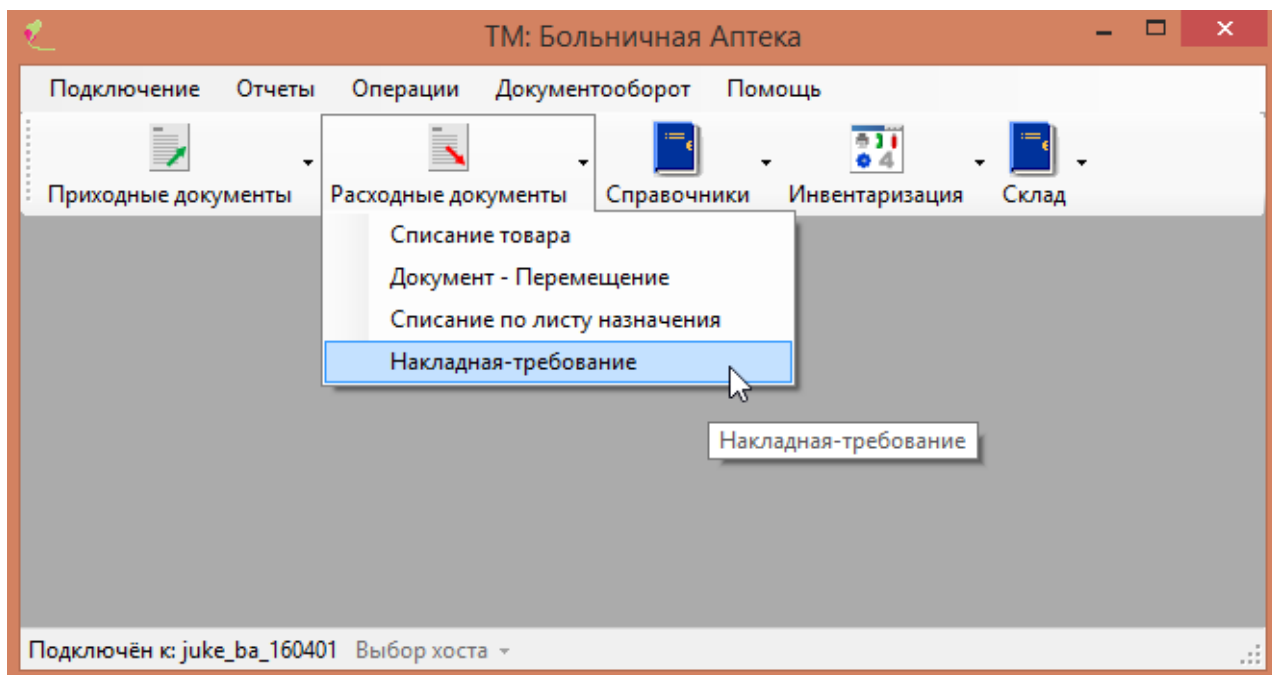 ТМ: Больничная Аптека
Подключение Отчеты Операции Документооборот Помощь
Приходные документы Расходные документы Справочники Инвентаризация Склад
Списание товара
Документ - Перемещение
Списание по листу назначения
Накладная-требование
Накладная-требование
Подключён к: juke_ba_160401 Выбор хоста